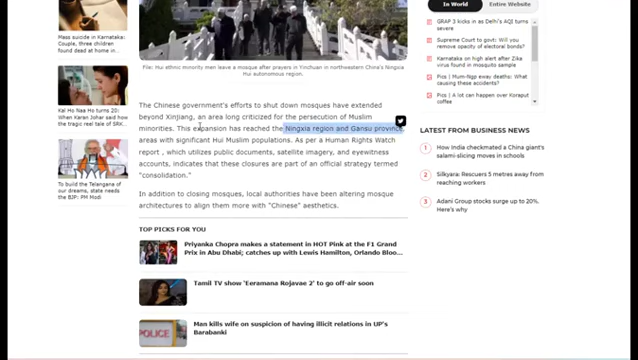 Mass suicide in Karnataka:
Couple, three children
found dead at home in...
Kal Ho Naa Ho turns 20:
When Karan Johar said how
the tragic tale of SRK...
To build the Telangane of
our dreams, state needs
the BJP: PM Modi
File: Hui ethnic minority men leave a mosque after prayers in Yinchuan in northeastern China's Ningxia
Hui autonomous region.
The Chinese government's efforts to shut down mosques have extended
beyond Xinjiang, an area long criticized for the persecution of Muslim
minorities. This expansion has reached the Ningxia region and Gansu province,
areas with significant Hui Muslim populations. As per a Human Rights Watch
report , which utilizes public documents, satellite imagery, and eyewitness
accounts, indicates that these closures are part of an official strategy termed
"consolidation."
In addition to closing mosques, local authorities have been altering mosque
architectures to align them more with "Chinese" aesthetics.
TOP PICKS FOR YOU
Priyanka Chopra makes a statement in HOT Pink at the F1 Grand
Prix in Abu Dhabi; catches up with Lewis Hamilton, Orlando Bloo...
Tamil TV show 'Eeramana Rojavae 2' to go off-air soon
POLICE
Man kills wife on suspicion of having illicit relations in UP's
Barabanki
In World
Entire Website
GRAP 3 kicks in as Delhi's AQI turns
severe
Supreme Court to govt: Will you
remove opacity of electoral bonds?
Karnataka on high alert after Zika
virus found in mosquito sample
Pics | Mum-Ngp eway deaths: What
causing these accidents?
Pics | A lot can happen over Koraput
coffee
LATEST FROM BUSINESS NEWS
1 How India checkmated a China giant's
salami-slicing moves in schools
2 Silkyara: Rescuers 5 metres away from
reaching workers
3 Adani Group stocks surge up to 20%.
Here's why